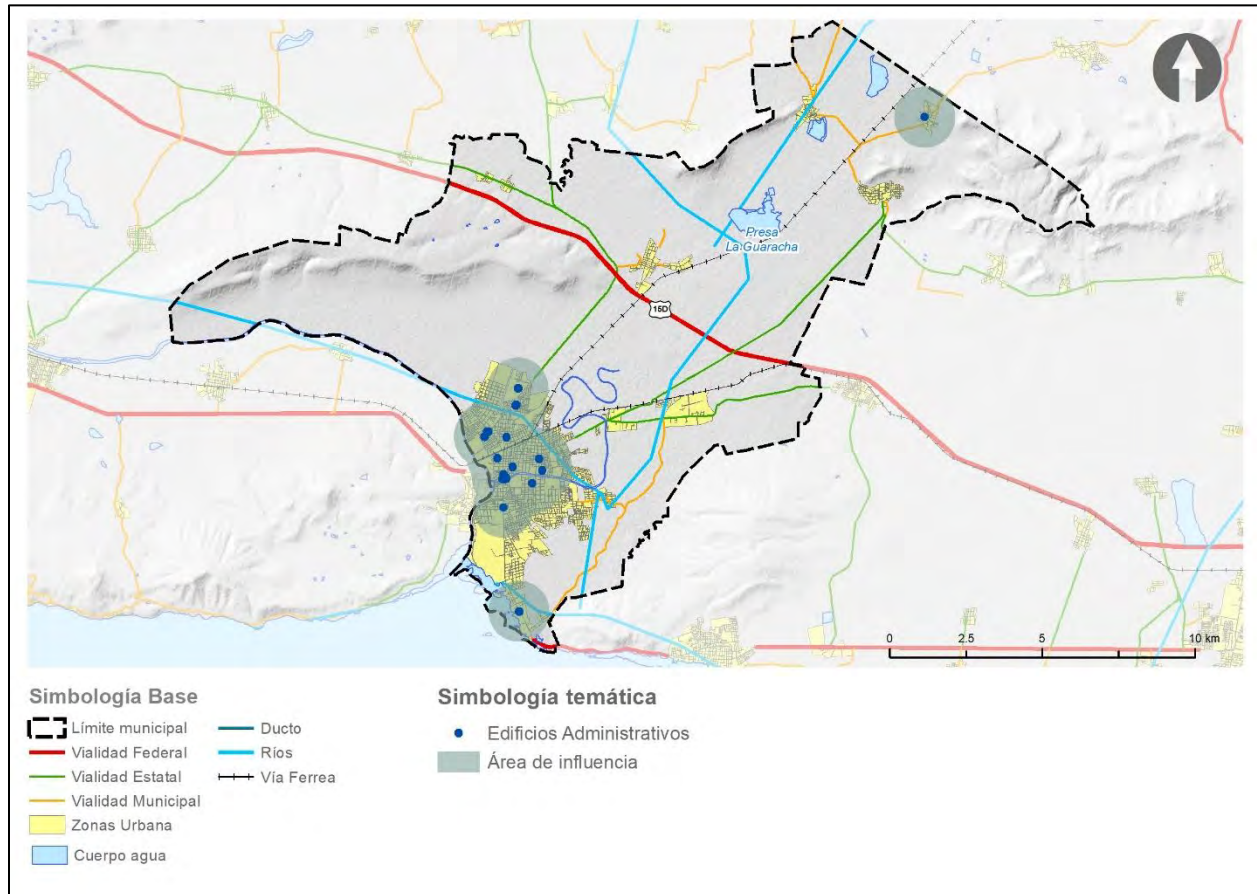 Presa
La Guaracha
15D
0 2.5 5 10 km
Simbología Base
Límite municipal
Vialidad Federal
Vialidad Estatal
Vialidad Municipal
Zonas Urbana
Cuerpo agua
Ducto
Ríos
Vía Ferrea
Simbología temática
Edificios Administrativos
Área de influencia